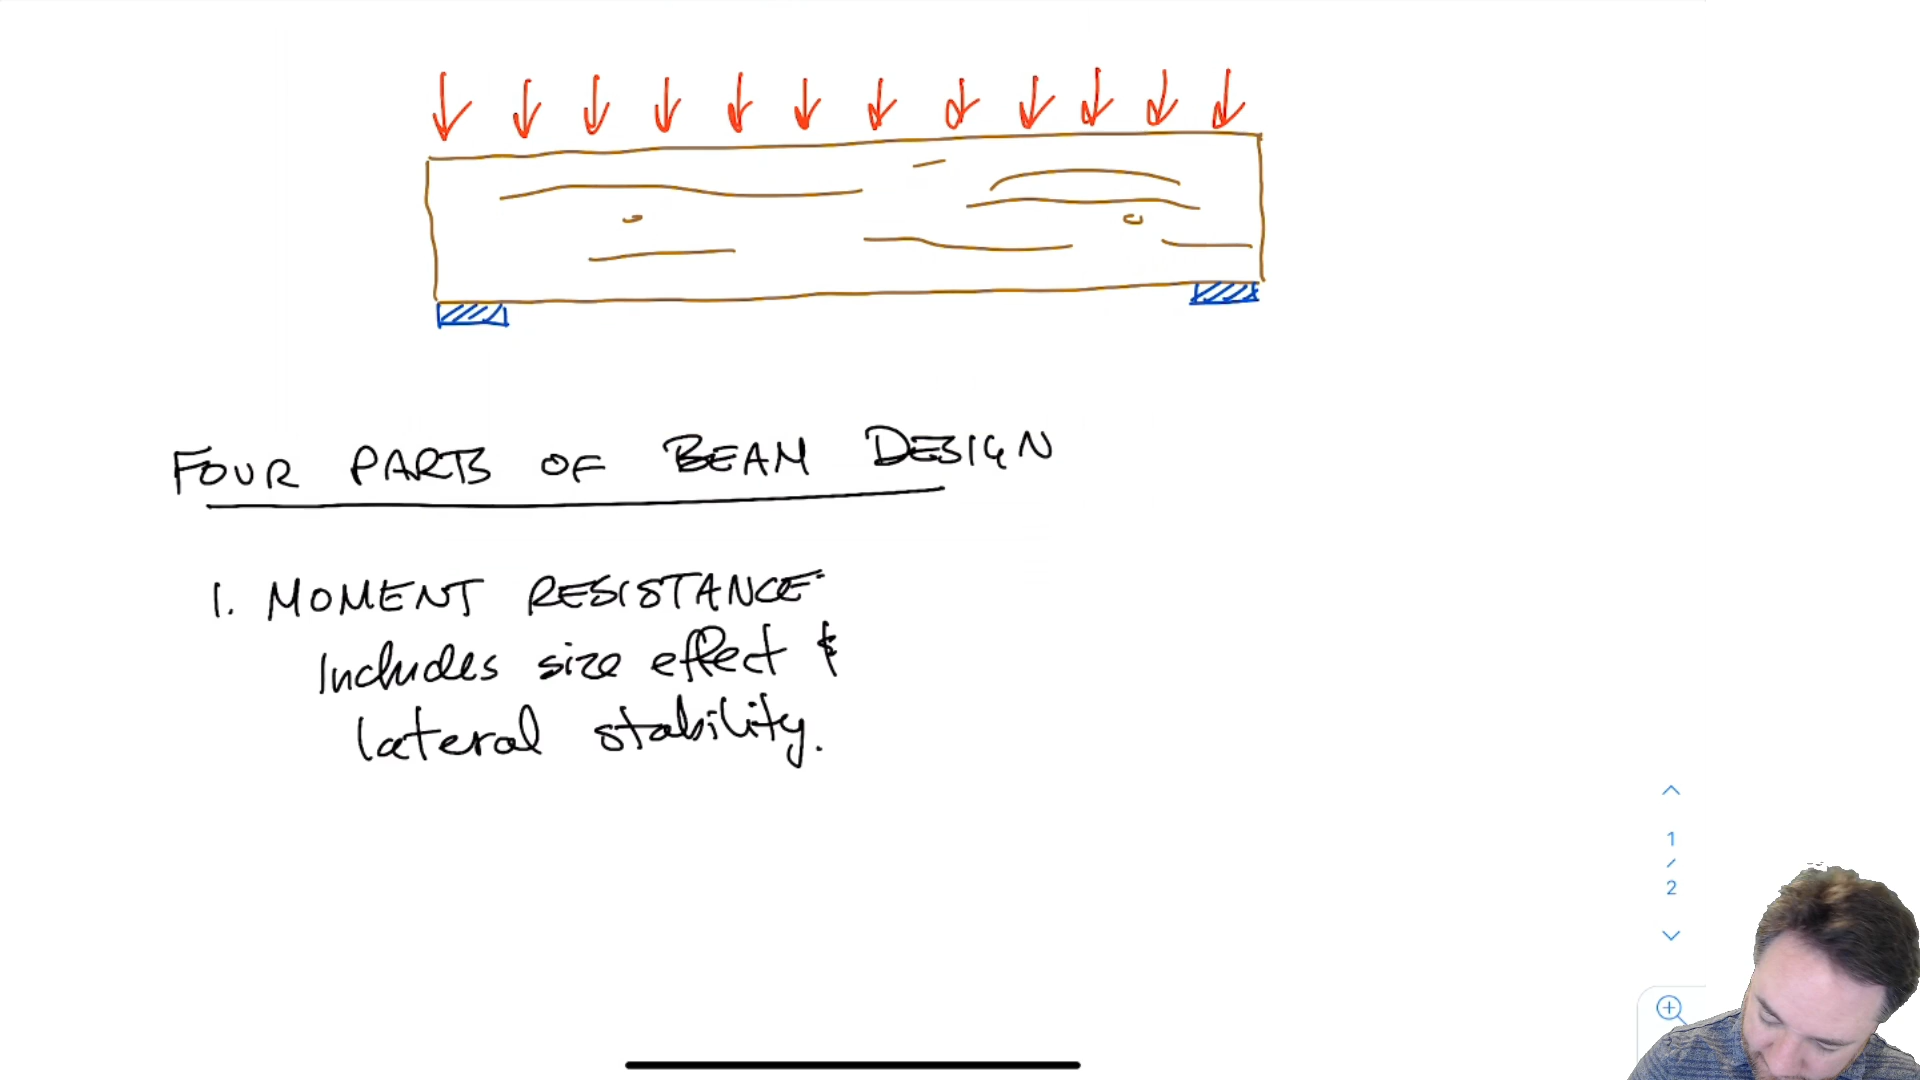 FOUR PARTS OF BEAM DESIGN
1. MOMENT RESISTANCE
Includes size effect &
lateral stability.
1
/
2